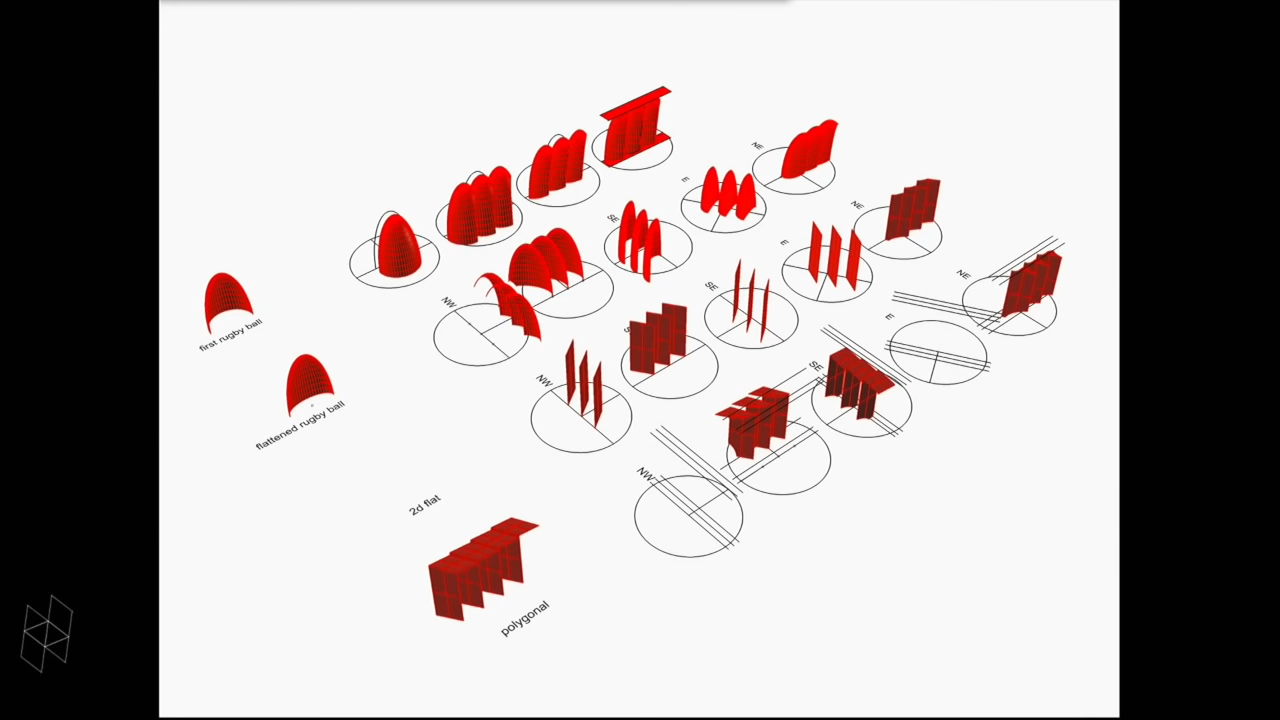 NE
E
NE
SE
E
NE
NW
SE
E
first rugby ball
S
SE
NW
flattened rugby ball
NW
2d flat
polygonal